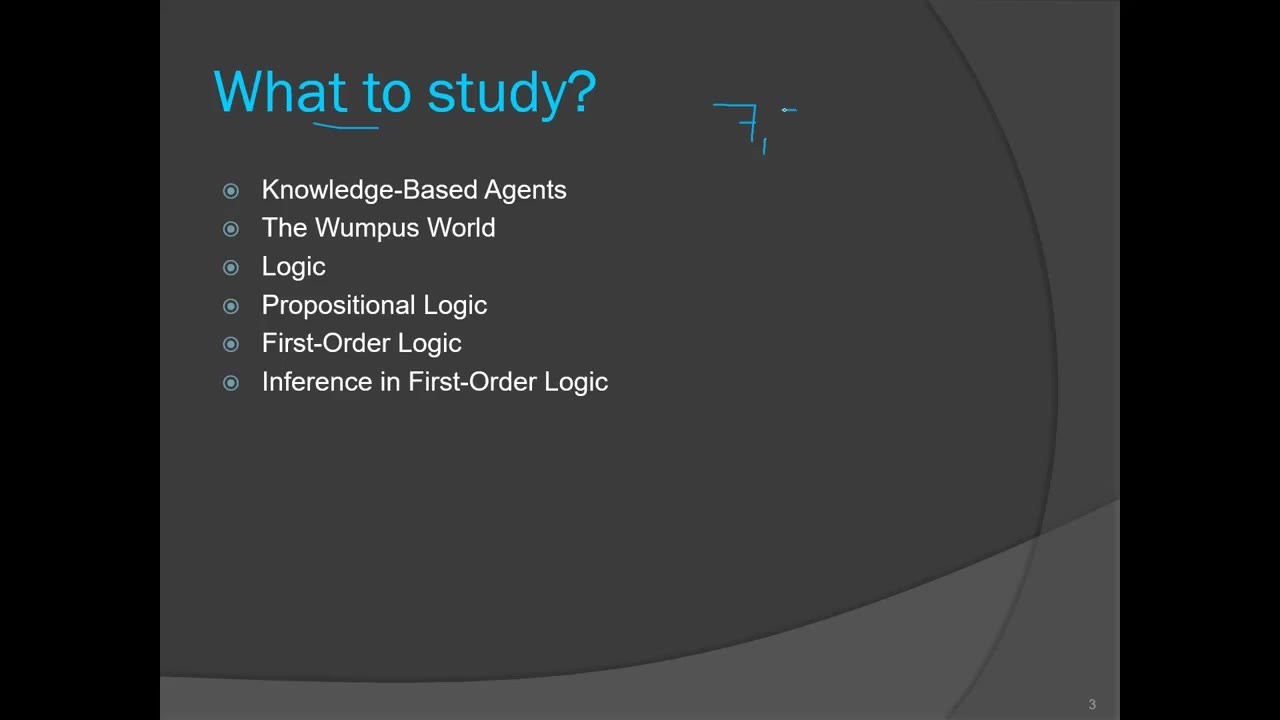 What to study?
7,
Knowledge-Based Agents
The Wumpus World
Logic
Propositional Logic
First-Order Logic
Inference in First-Order Logic
3